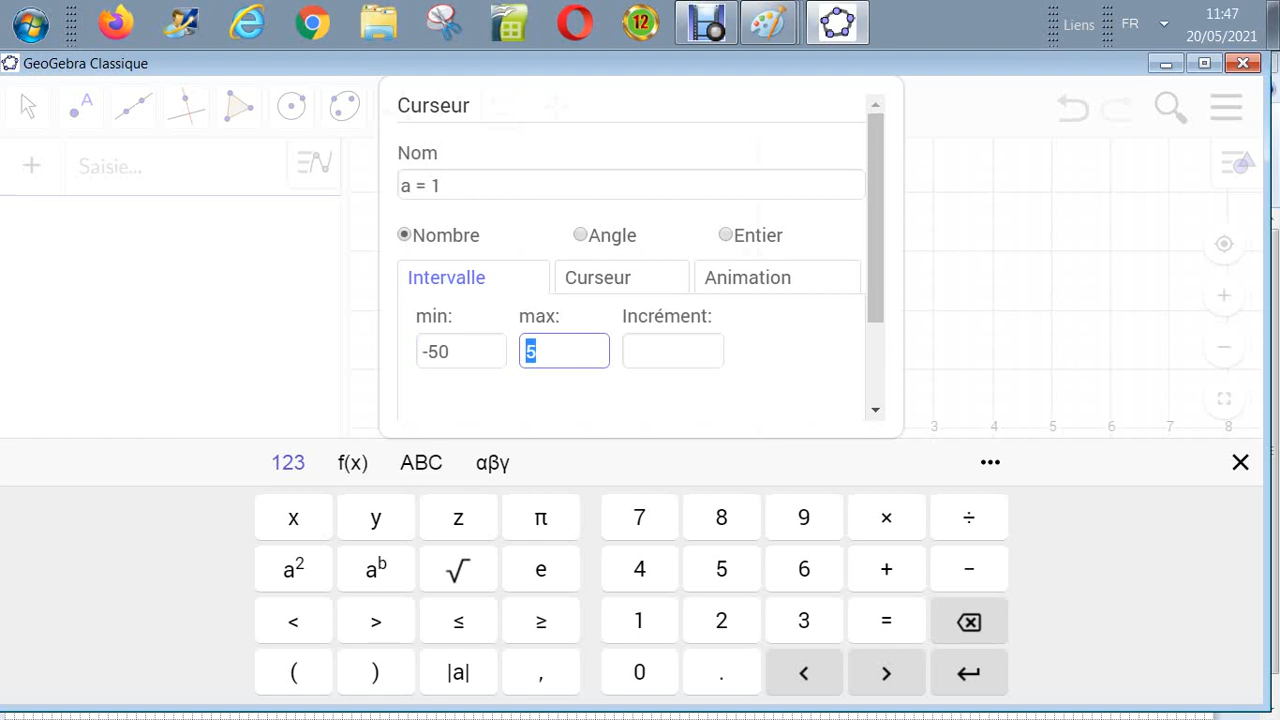 12
Liens
FR
11:47
20/05/2021
GeoGebra Classique
A
Saisie...
Curseur
Nom
a = 1
Nombre
Angle
Entier
Intervalle
Curseur
Animation
min:
max:
Incrément:
-50
5
3 4 5 6 7 8
123
f(x)
ABC
αβγ
...
x y z π 7 8 9 × ÷
a² aᵇ √ e 4 5 6 + −
< > ≤ ≥ 1 2 3 =
( ) |a| , 0 . < >